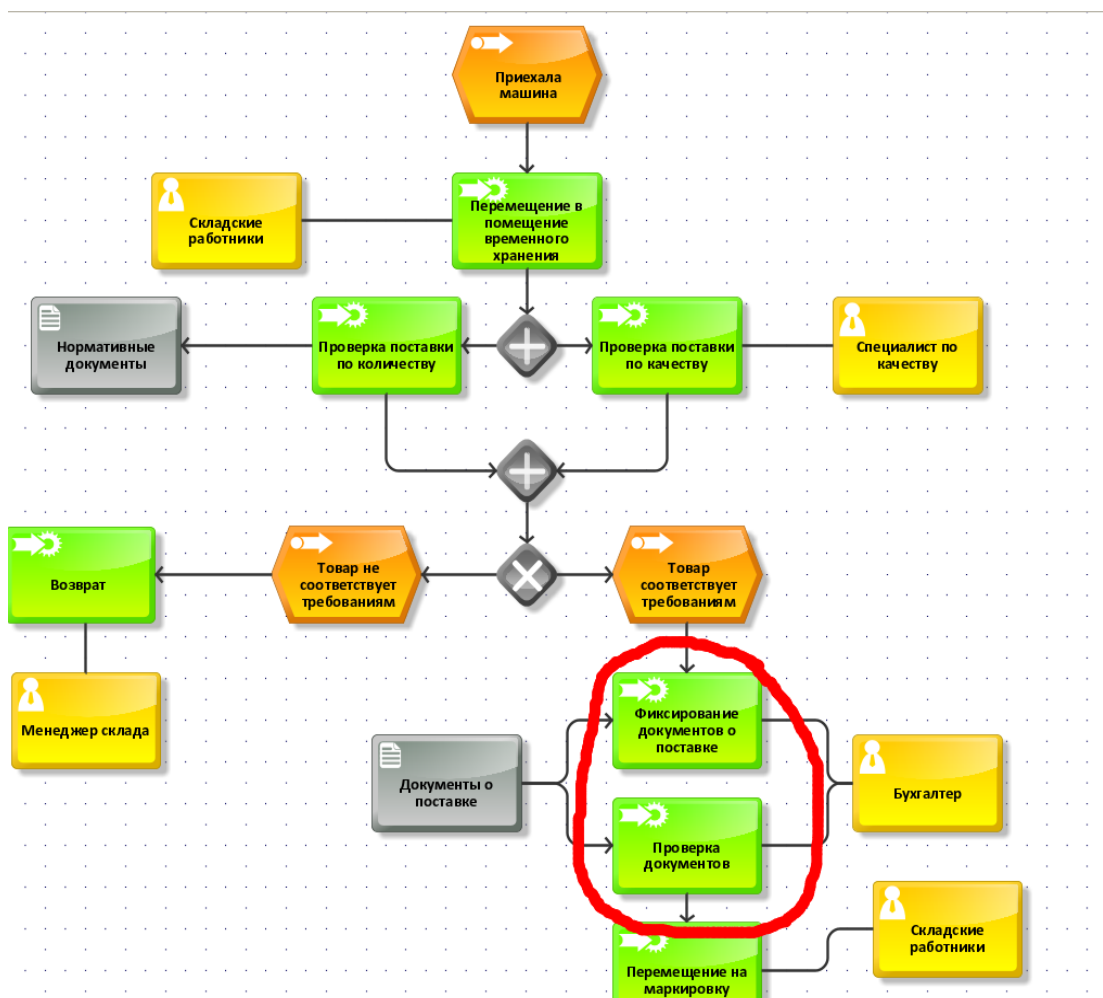 Приехала
машина
Складские
работники
Перемещение в
помещение
временного
хранения
Нормативные
документы
Проверка поставки
по количеству
Проверка поставки
по качеству
Специалист по
качеству
Возврат
Товар не
соответствует
требованиям
Товар
соответствует
требованиям
Менеджер склада
Фиксирование
документов о
поставке
Документы о
поставке
Бухгалтер
Проверка
документов
Складские
работники
Перемещение на
маркировку